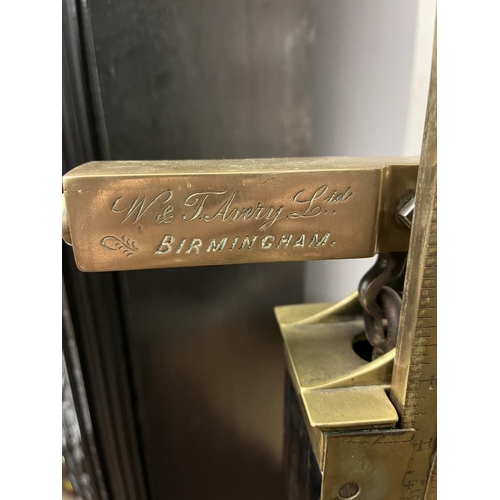 W & T. Avery, Ltd.
BIRMINGHAM.